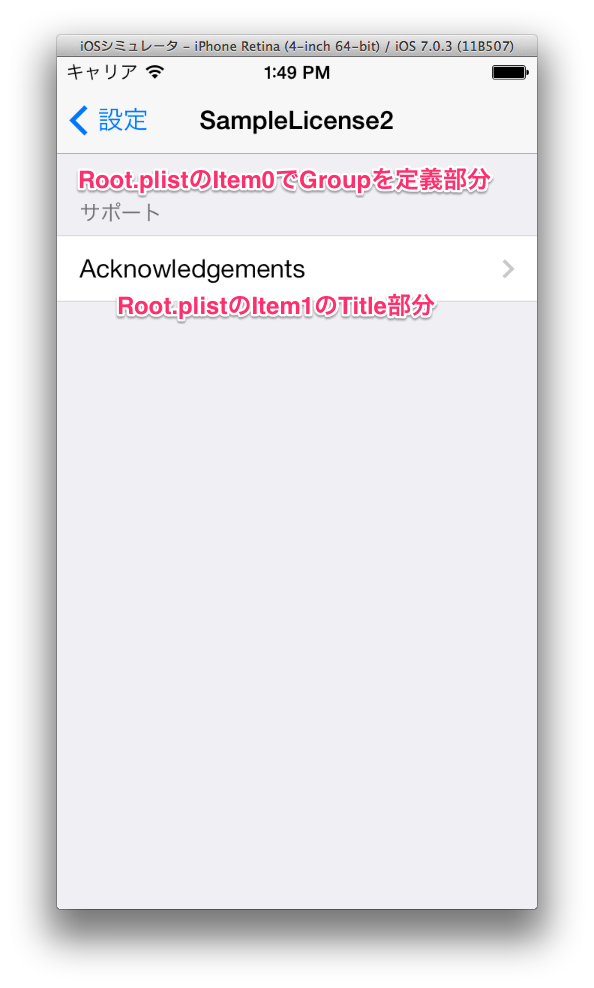 iOSシミュレータ - iPhone Retina (4-inch 64-bit) / iOS 7.0.3 (11B507)
キャリア 1:49 PM
設定 SampleLicense2
Root.plistのItem0でGroupを定義部分
サポート
Acknowledgements
Root.plistのItem1のTitle部分